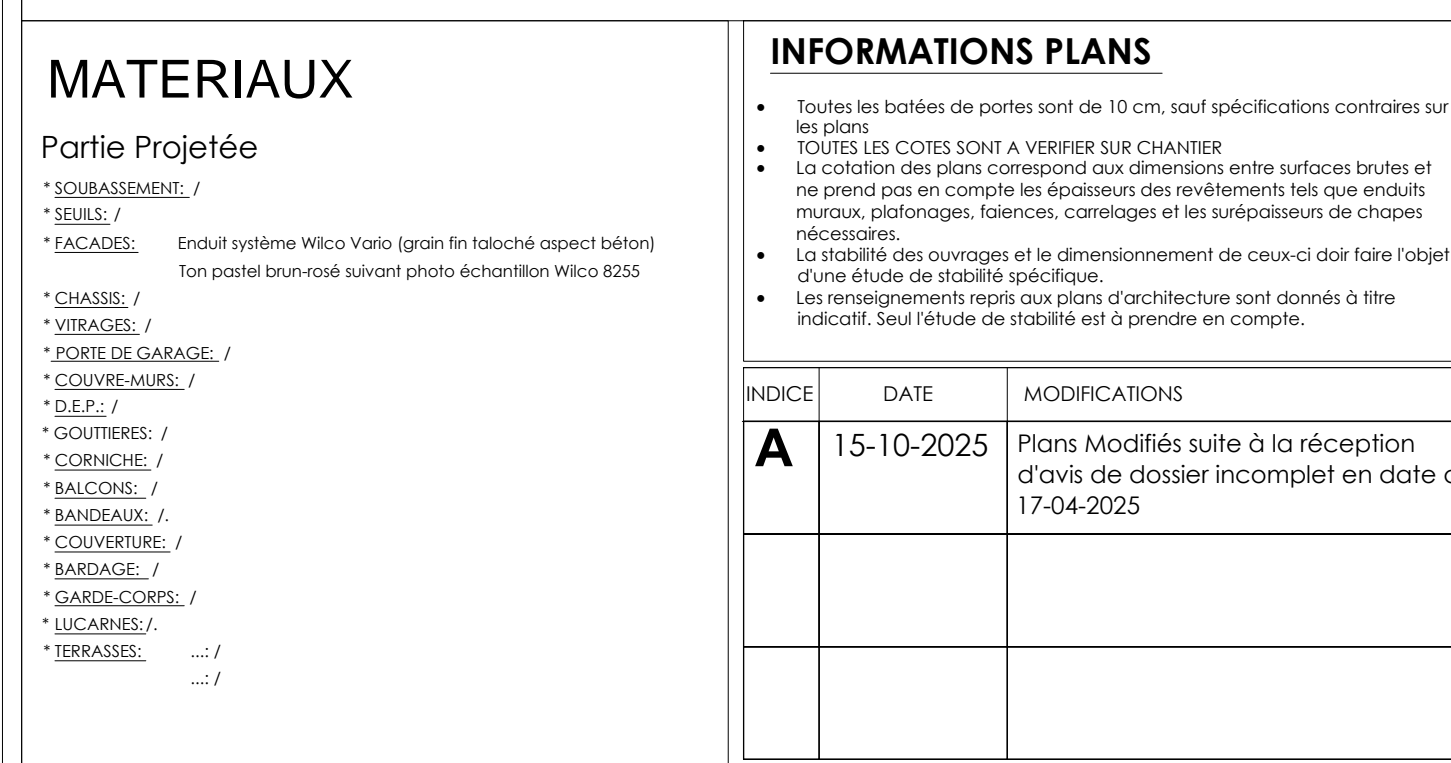 MATERIAUX
Partie Projetée
* SOUBASSEMENT: /
* SEUILS: /
* FACADES: Enduit système Wilco Vario (grain fin taloché aspect béton)
Ton pastel brun-rosé suivant photo échantillon Wilco 8255
* CHASSIS: /
* VITRAGES: /
* PORTE DE GARAGE: /
* COUVRE-MURS: /
* D.E.P.: /
* GOUTTIERES: /
* CORNICHE: /
* BALCONS: /
* BANDEAUX: /.
* COUVERTURE: /
* BARDAGE: /
* GARDE-CORPS: /
* LUCARNES:/.
* TERRASSES: ...: /
...: /
INFORMATIONS PLANS
• Toutes les batées de portes sont de 10 cm, sauf spécifications contraires sur
les plans
• TOUTES LES COTES SONT A VERIFIER SUR CHANTIER
• La cotation des plans correspond aux dimensions entre surfaces brutes et
ne prend pas en compte les épaisseurs des revêtements tels que enduits
muraux, plafonages, faiences, carrelages et les surépaisseurs de chapes
nécessaires.
• La stabilité des ouvrages et le dimensionnement de ceux-ci doir faire l'objet
d'une étude de stabilité spécifique.
• Les renseignements repris aux plans d'architecture sont donnés à titre
indicatif. Seul l'étude de stabilité est à prendre en compte.
INDICE DATE MODIFICATIONS
A 15-10-2025 Plans Modifiés suite à la réception
d'avis de dossier incomplet en date
17-04-2025